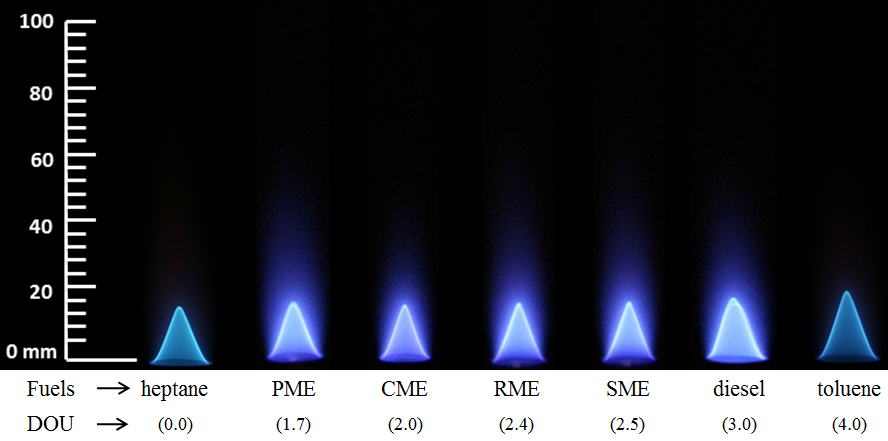 100
80
60
40
20
0 mm
Fuels → heptane PME CME RME SME diesel toluene
DOU → (0.0) (1.7) (2.0) (2.4) (2.5) (3.0) (4.0)